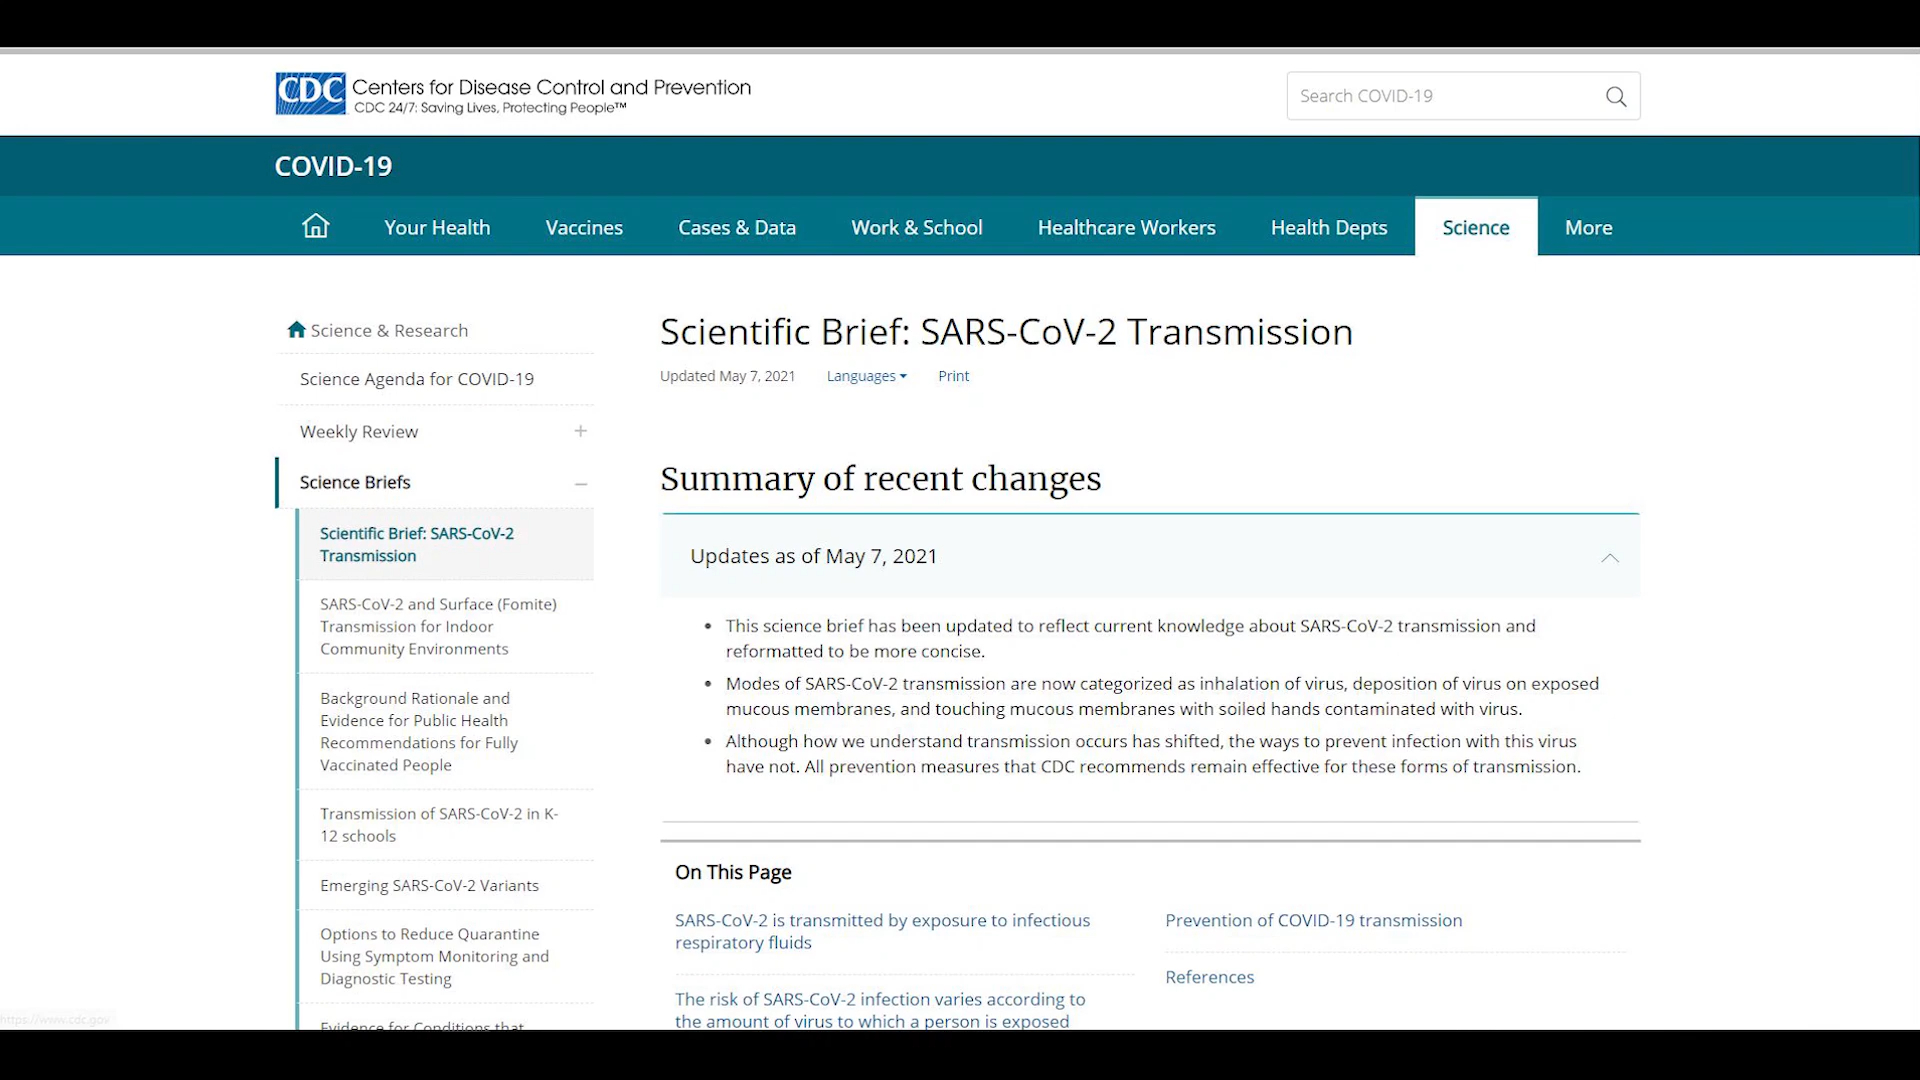 CDC Centers for Disease Control and Prevention
CDC 24/7: Saving Lives, Protecting People™
Search COVID-19
COVID-19
Your Health Vaccines Cases & Data Work & School Healthcare Workers Health Depts Science More
Science & Research
Science Agenda for COVID-19
Weekly Review
Science Briefs
Scientific Brief: SARS-CoV-2
Transmission
SARS-CoV-2 and Surface (Fomite)
Transmission for Indoor
Community Environments
Background Rationale and
Evidence for Public Health
Recommendations for Fully
Vaccinated People
Transmission of SARS-CoV-2 in K-
12 schools
Emerging SARS-CoV-2 Variants
Options to Reduce Quarantine
Using Symptom Monitoring and
Diagnostic Testing
Evidence for Conditions that
Scientific Brief: SARS-CoV-2 Transmission
Updated May 7, 2021 Languages Print
Summary of recent changes
Updates as of May 7, 2021
• This science brief has been updated to reflect current knowledge about SARS-CoV-2 transmission and
reformatted to be more concise.
• Modes of SARS-CoV-2 transmission are now categorized as inhalation of virus, deposition of virus on exposed
mucous membranes, and touching mucous membranes with soiled hands contaminated with virus.
• Although how we understand transmission occurs has shifted, the ways to prevent infection with this virus
have not. All prevention measures that CDC recommends remain effective for these forms of transmission.
On This Page
SARS-CoV-2 is transmitted by exposure to infectious
respiratory fluids
The risk of SARS-CoV-2 infection varies according to
the amount of virus to which a person is exposed
Prevention of COVID-19 transmission
References
https://www.cdc.gov